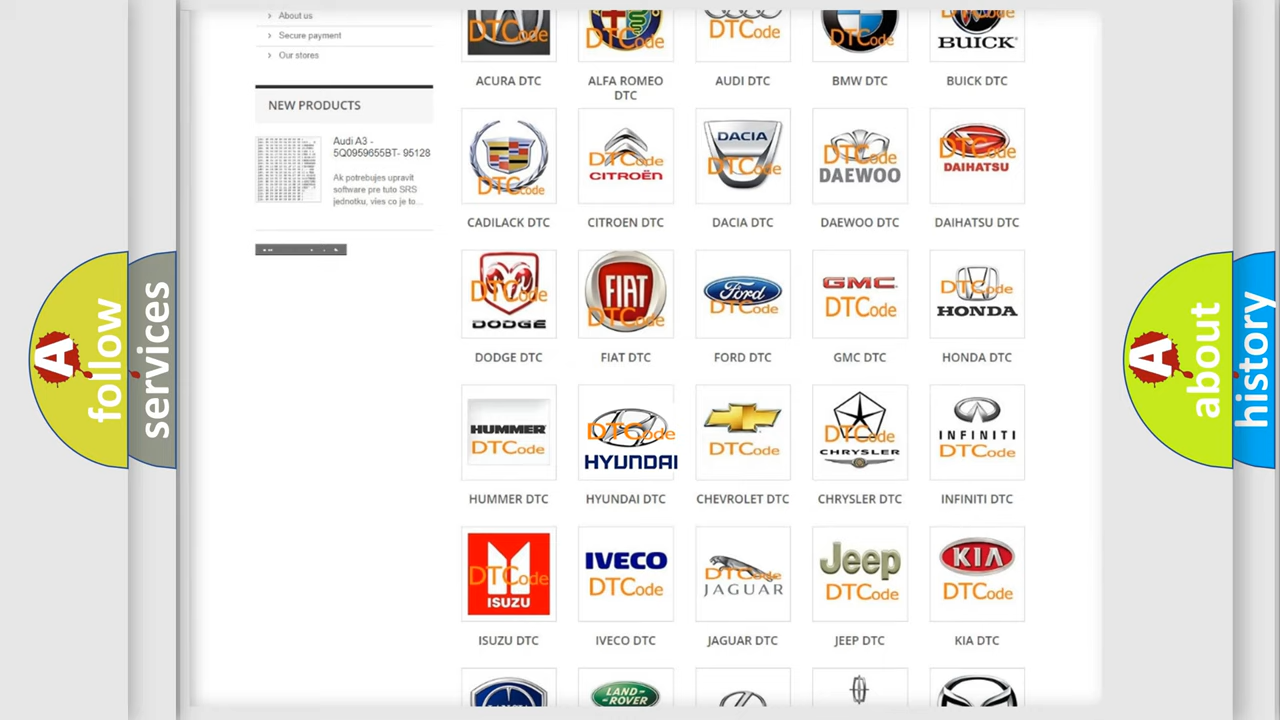 About us
Secure payment
Our stores
NEW PRODUCTS
Audi A3 -
5Q0959655BT- 95128
Ak potrebujes upravit
software pre tuto SRS
jednotku, vies co je to...
DTCode
DTCode
DTCode
DTCode
BUICK
ACURA DTC
ALFA ROMEO
DTC
AUDI DTC
BMW DTC
BUICK DTC
DTCode
DTCode
CITROËN
DACIA
DTCode
DTCode
DAEWOO
DTCode
DAIHATSU
CADILACK DTC
CITROEN DTC
DACIA DTC
DAEWOO DTC
DAIHATSU DTC
DTCode
DODGE
FIAT
DTCode
Ford
DTCode
GMC
DTCode
DTCode
HONDA
DODGE DTC
FIAT DTC
FORD DTC
GMC DTC
HONDA DTC
HUMMER
DTCode
DTCode
HYUNDAI
DTCode
DTCode
CHRYSLER
INFINITI
DTCode
HUMMER DTC
HYUNDAI DTC
CHEVROLET DTC
CHRYSLER DTC
INFINITI DTC
DTCode
ISUZU
IVECO
DTCode
DTCode
JAGUAR
Jeep
DTCode
KIA
DTCode
ISUZU DTC
IVECO DTC
JAGUAR DTC
JEEP DTC
KIA DTC
LAND-
ROVER
A
follow
services
A
about
history